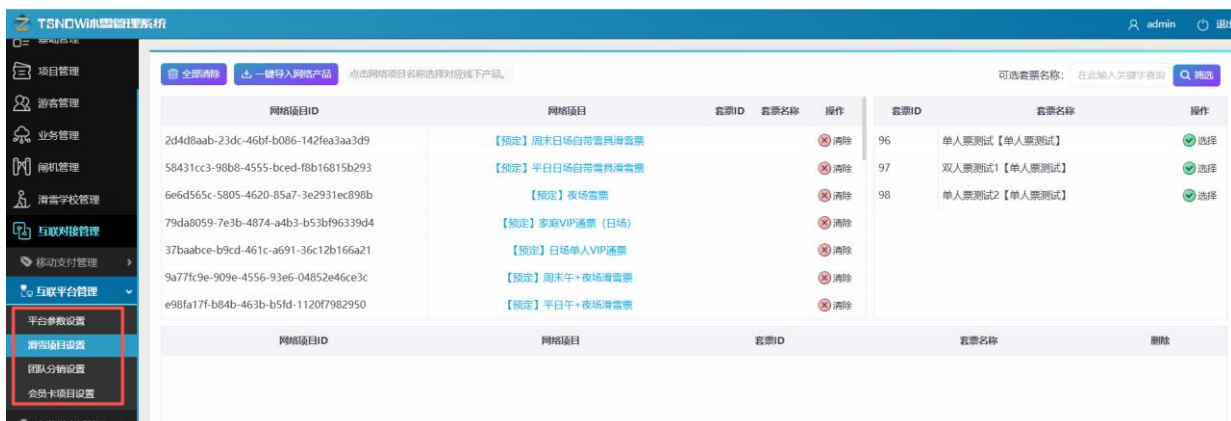 TSNOW冰雪管理系统
admin
退出
基础管理
项目管理
游客管理
业务管理
闸机管理
滑雪学校管理
互联对接管理
移动支付管理
互联平台管理
平台参数设置
滑雪项目设置
团队分销设置
会员卡项目设置
全部清除 一键导入网络产品 点击网络项目名称选择对应线下产品。
可选套票名称: 在此输入关键字查询 筛选
网络项目ID 网络项目 套票ID 套票名称 操作
2d4d8aab-23dc-46bf-b086-142fea3aa3d9 【预定】周末日场自带雪具滑雪票 清除
58431cc3-98b8-4555-bced-f8b16815b293 【预定】平日日场自带雪具滑雪票 清除
6e6d565c-5805-4620-85a7-3e2931ec898b 【预定】夜场雪票 清除
79da8059-7e3b-4874-a4b3-b53bf96339d4 【预定】家庭VIP通票（日场） 清除
37baabce-b9cd-461c-a691-36c12b166a21 【预定】日场单人VIP通票 清除
9a77fc9e-909e-4556-93e6-04852e46ce3c 【预定】周末午+夜场滑雪票 清除
e98fa17f-b84b-463b-b5fd-1120f7982950 【预定】平日午+夜场滑雪票 清除
套票ID 套票名称 操作
96 单人票测试【单人票测试】 选择
97 双人票测试1【单人票测试】 选择
98 单人票测试2【单人票测试】 选择
网络项目ID 网络项目 套票ID 套票名称 删除